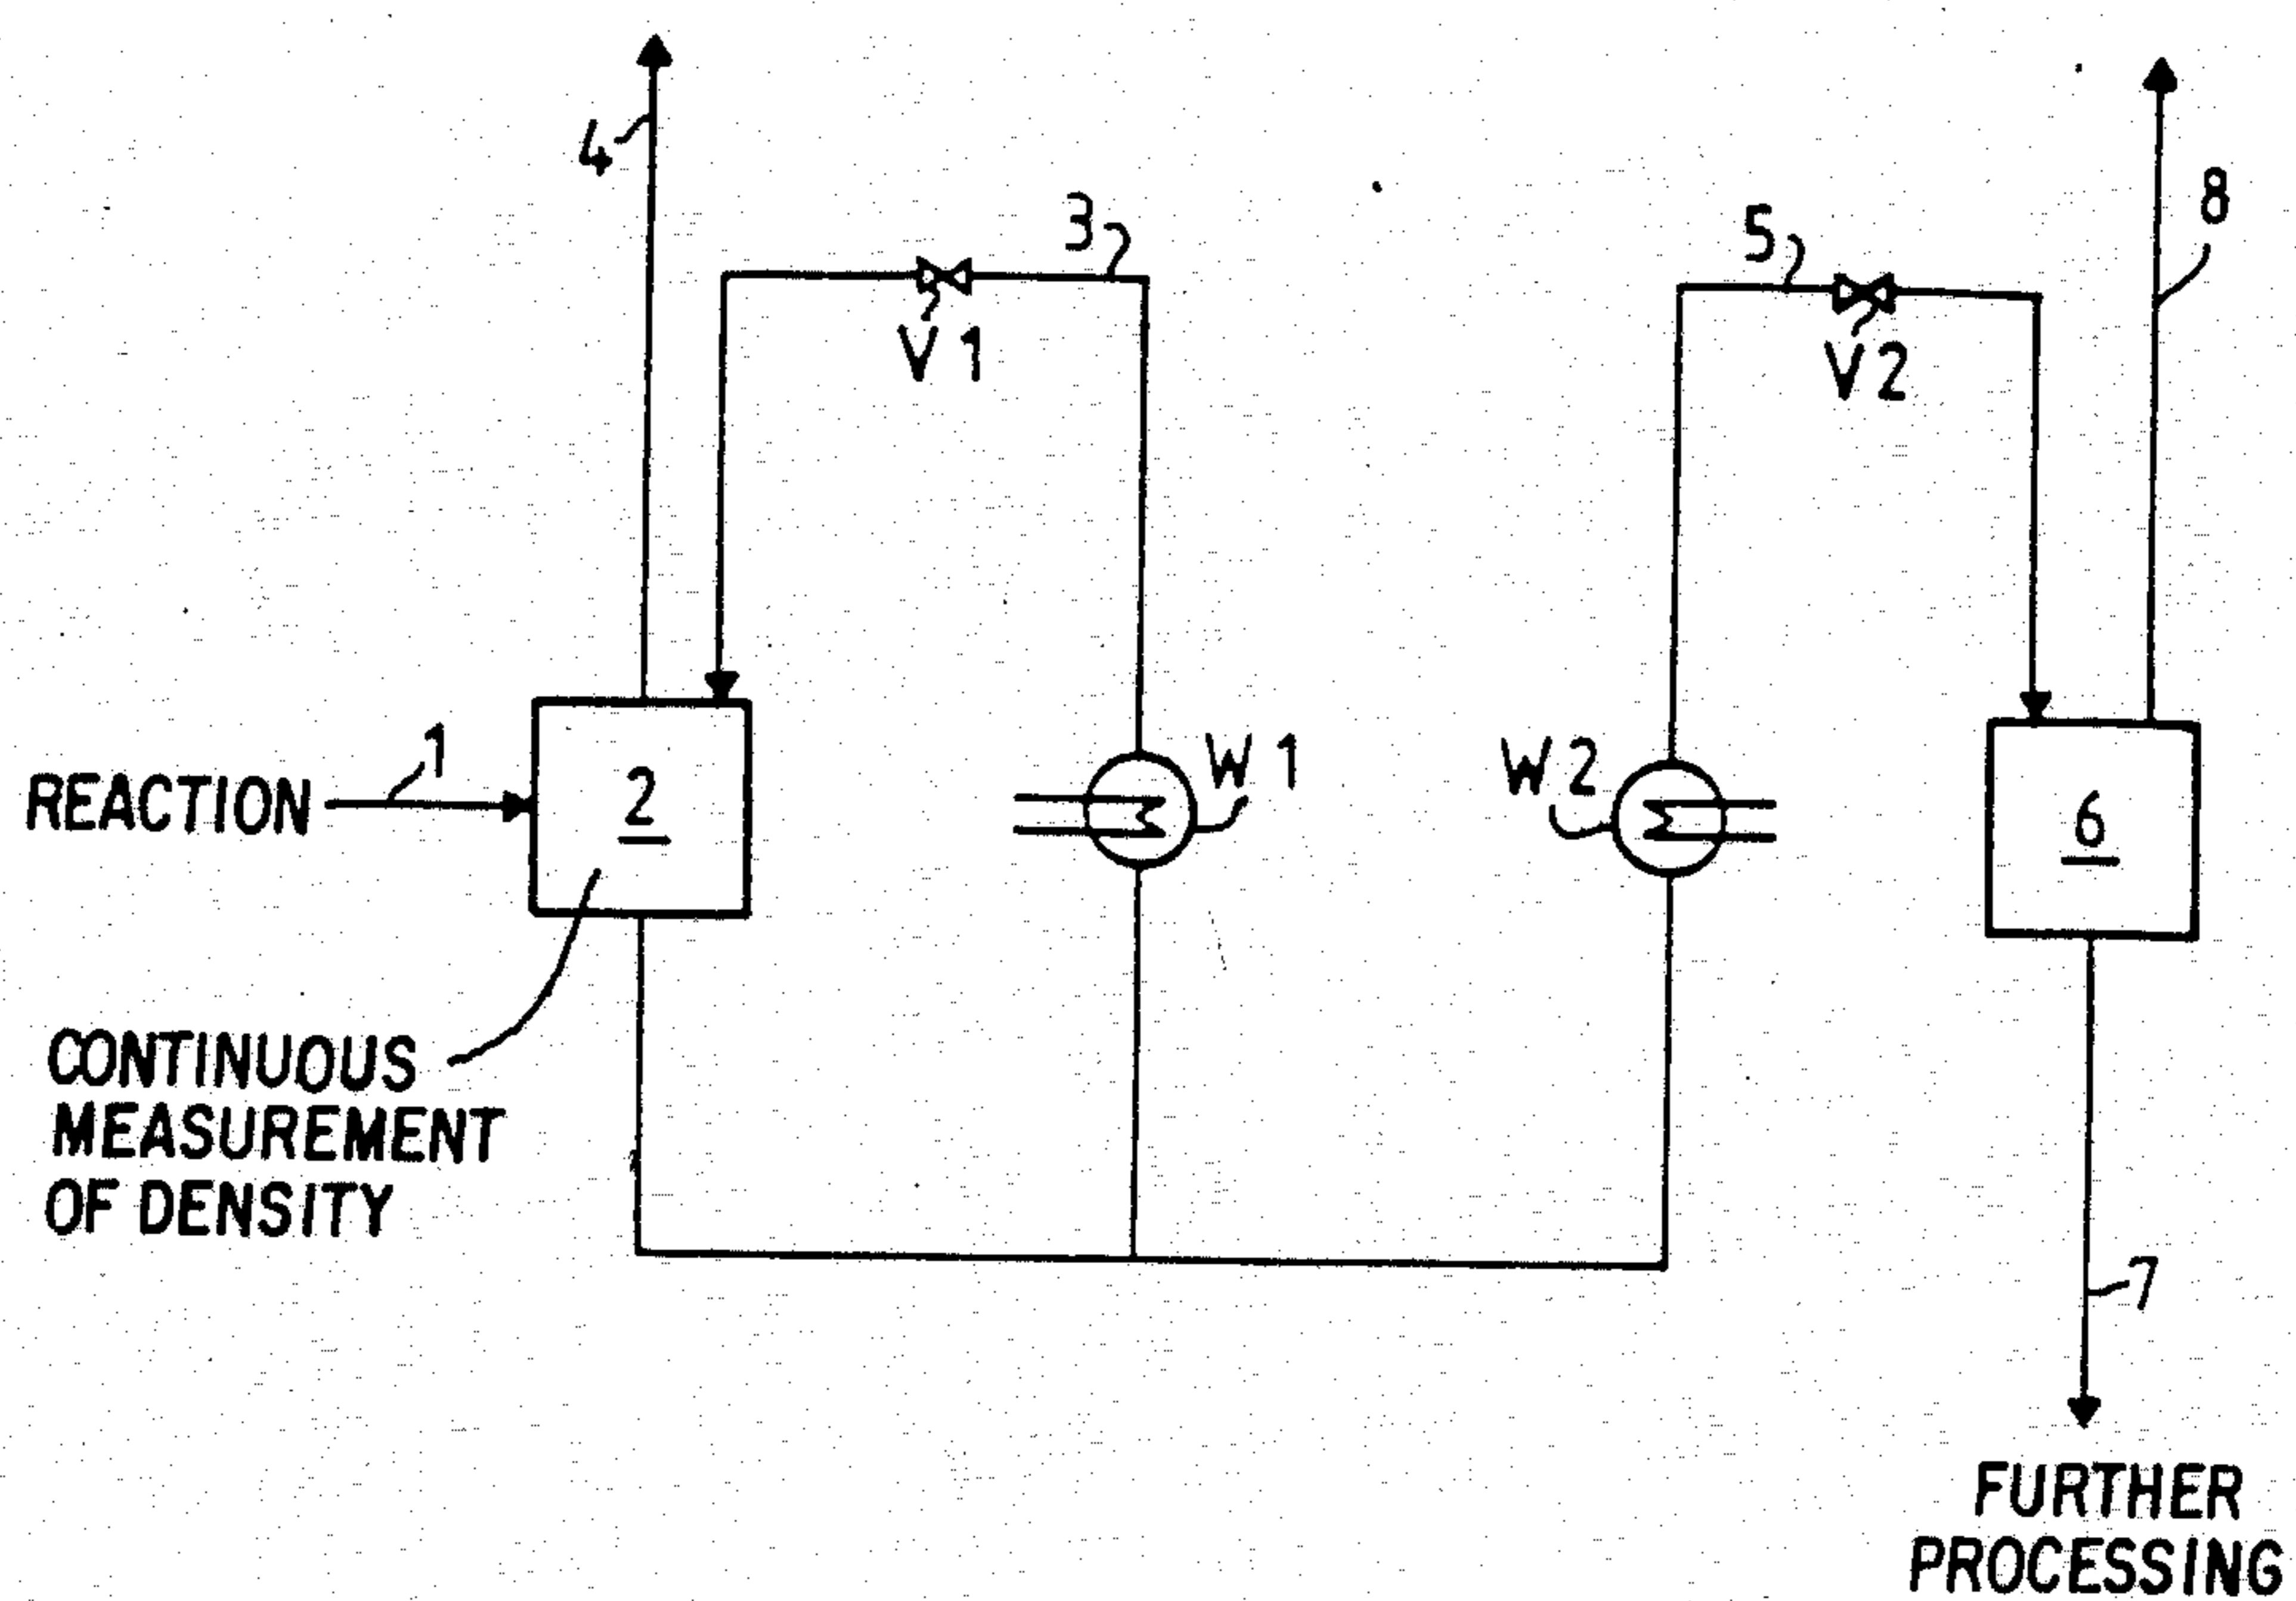 4
3
5
8
V1
V2
1
REACTION
2
W1
W2
6
CONTINUOUS
MEASUREMENT
OF DENSITY
7
FURTHER
PROCESSING